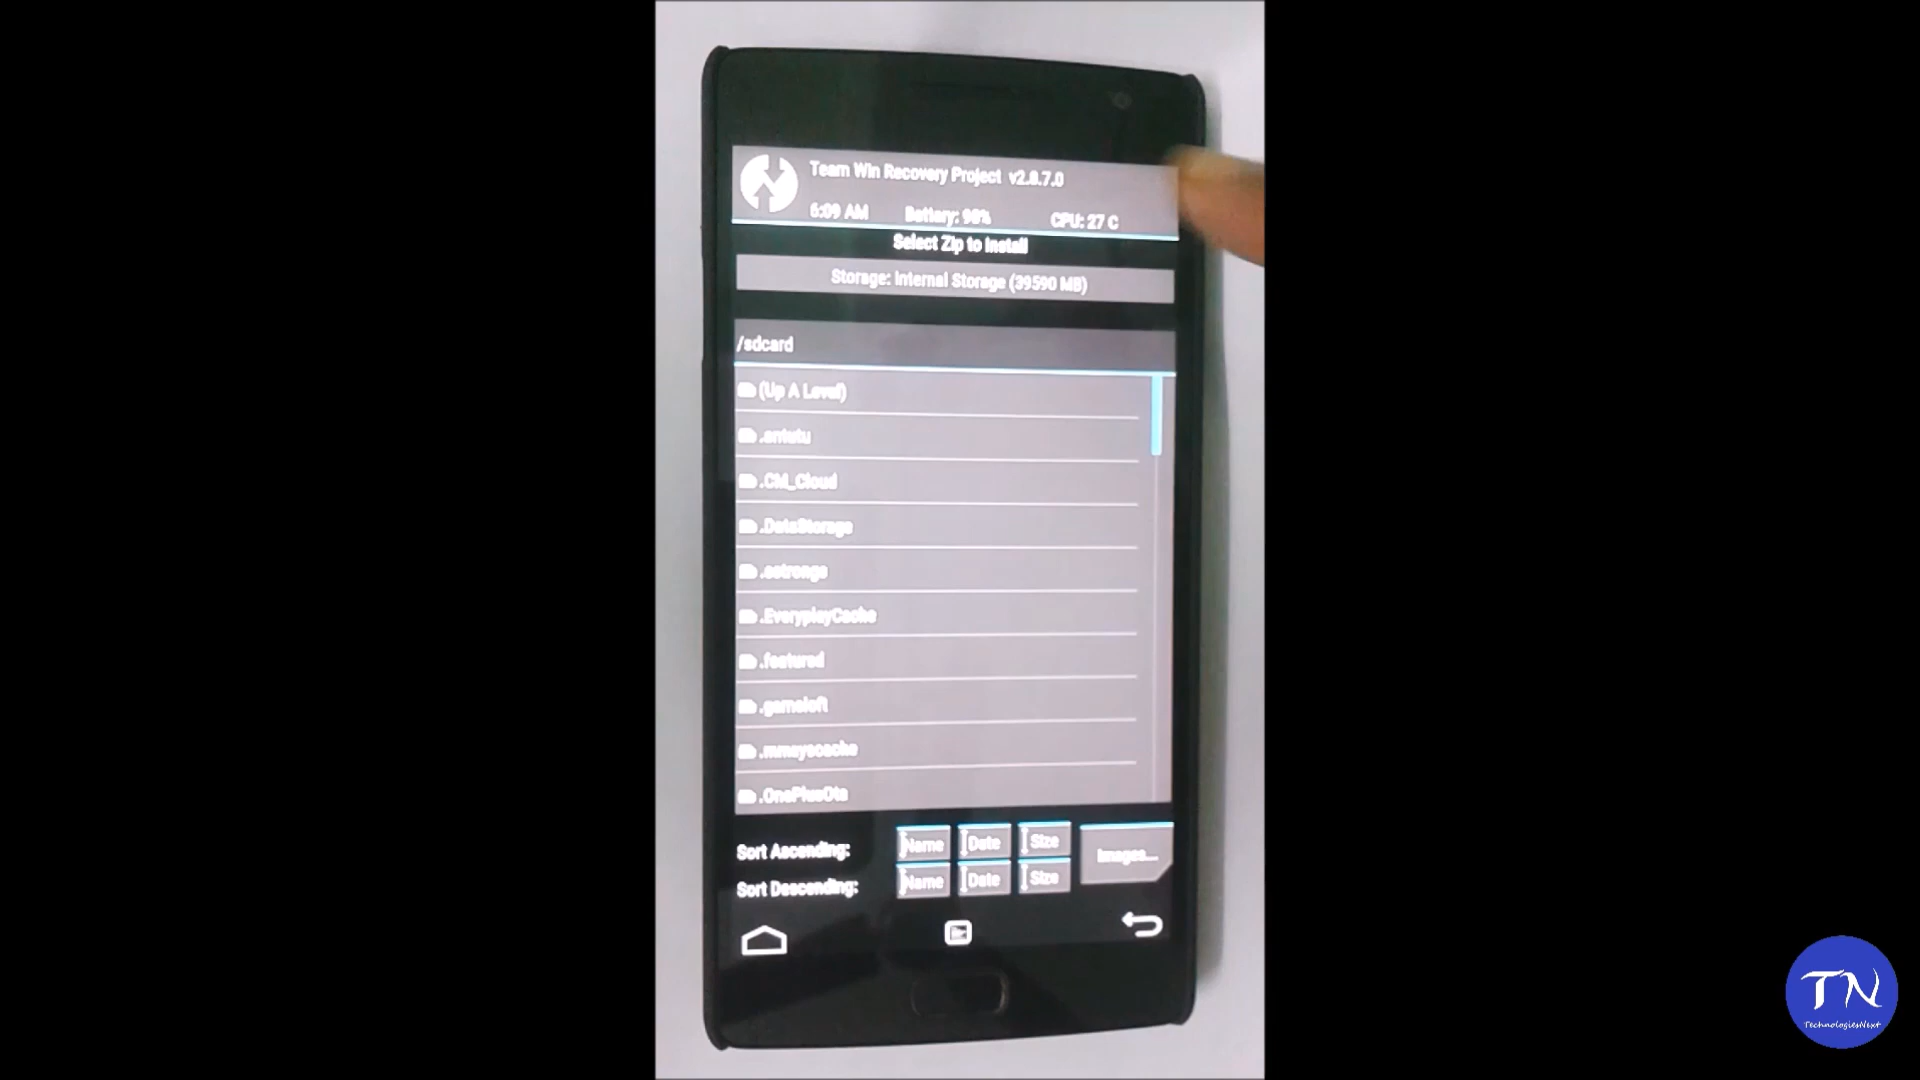 Team Win Recovery Project v2.8.7.0
6:09 AM Battery: 98% CPU: 27 C
Select Zip to Install
Storage: Internal Storage (39590 MB)
/sdcard
(Up A Level)
.antutu
.CM_Cloud
.DataStorage
.estrongs
.EveryplayCache
.featured
.gameloft
.mmsyscache
.OnePlusOta
Sort Ascending: Name Date Size
Images...
Sort Descending: Name Date Size
TN
TechnologiesNext